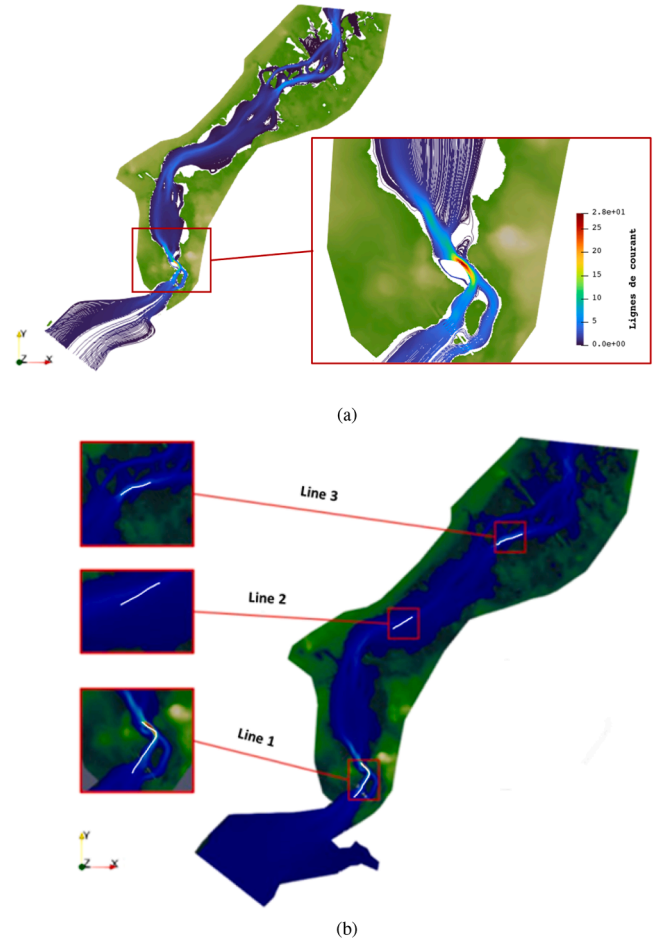 2.8e+01
25
20
15
10
5
0.0e+00
Lignes de courant
Y
Z
X
(a)
Line 3
Line 2
Line 1
Y
Z
X
(b)